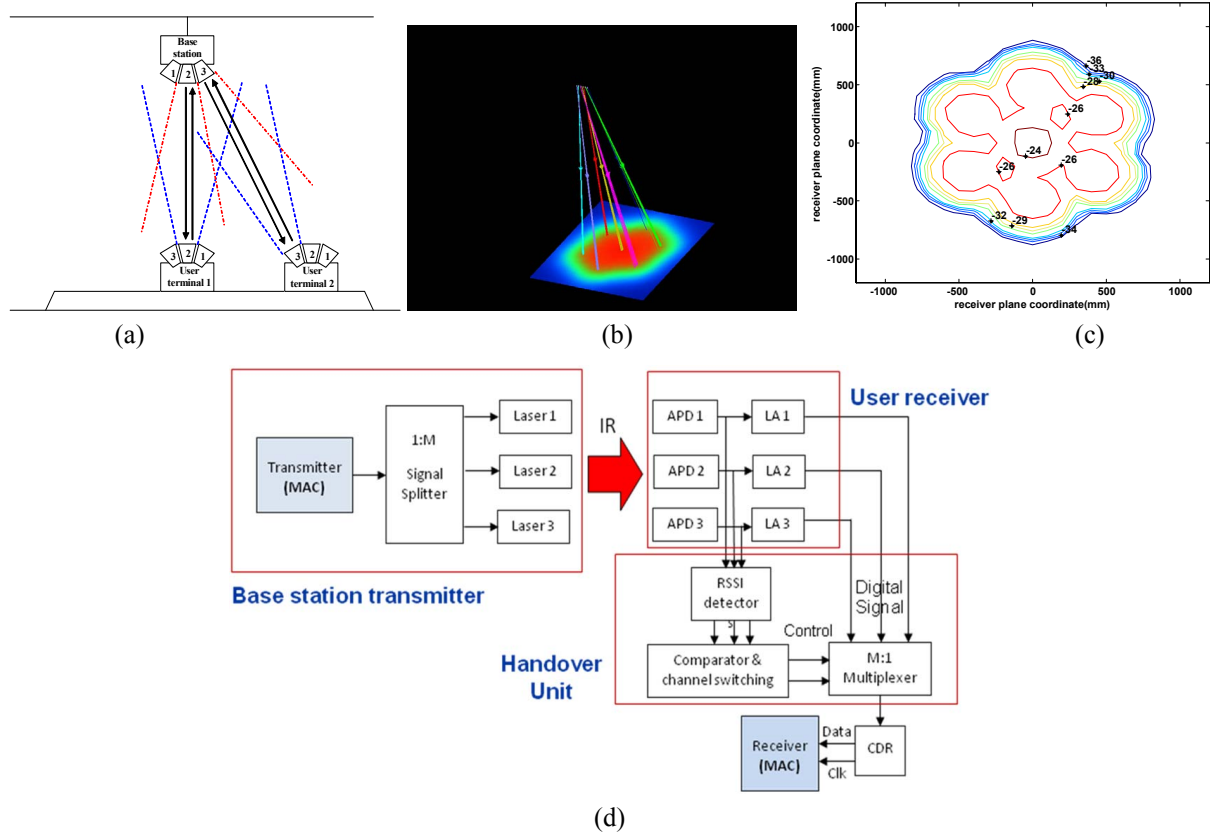 Base
station
1 2 3
3 2 1
User
terminal 1
3 2 1
User
terminal 2
(a)
(b)
receiver plane coordinate(mm)
1000
500
0
-500
-1000
-36
-33
-30
-28
-26
-24
-26
-26
-32
-29
-34
-1000 -500 0 500 1000
receiver plane coordinate(mm)
(c)
Transmitter
(MAC)
1:M
Signal
Splitter
Laser 1
Laser 2
Laser 3
Base station transmitter
IR
APD 1
LA 1
APD 2
LA 2
APD 3
LA 3
User receiver
RSSI
detector
s
Digital
Signal
Control
Comparator &
channel switching
M:1
Multiplexer
Handover
Unit
Receiver
(MAC)
Data
Clk
CDR
(d)